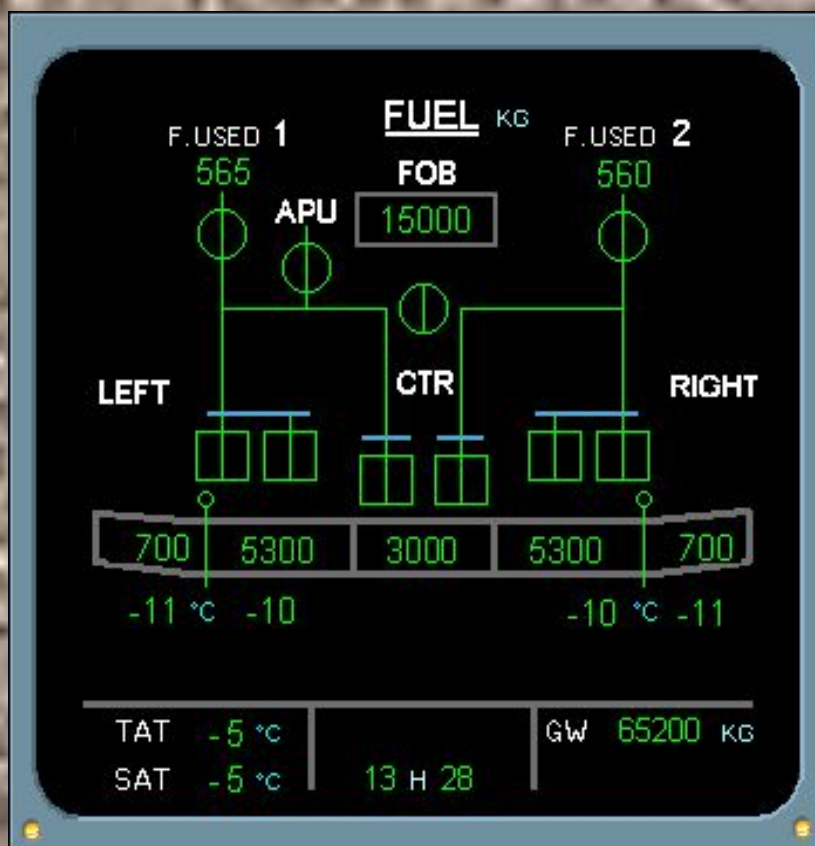 FUEL KG
F.USED 1 F.USED 2
565 FOB 560
APU 15000
LEFT CTR RIGHT
700 5300 3000 5300 700
-11 °C -10 -10 °C -11
TAT -5 °C GW 65200 KG
SAT -5 °C 13 H 28